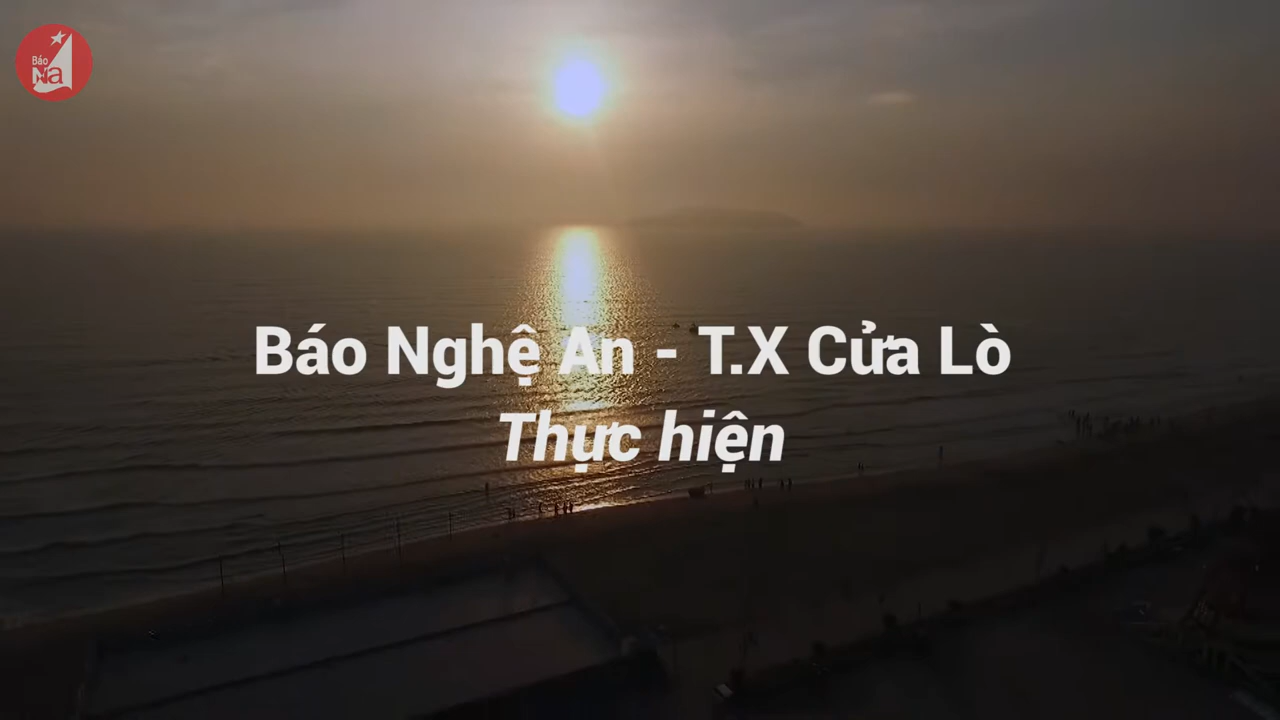 Báo
Na
Báo Nghệ An - T.X Cửa Lò
Thực hiện